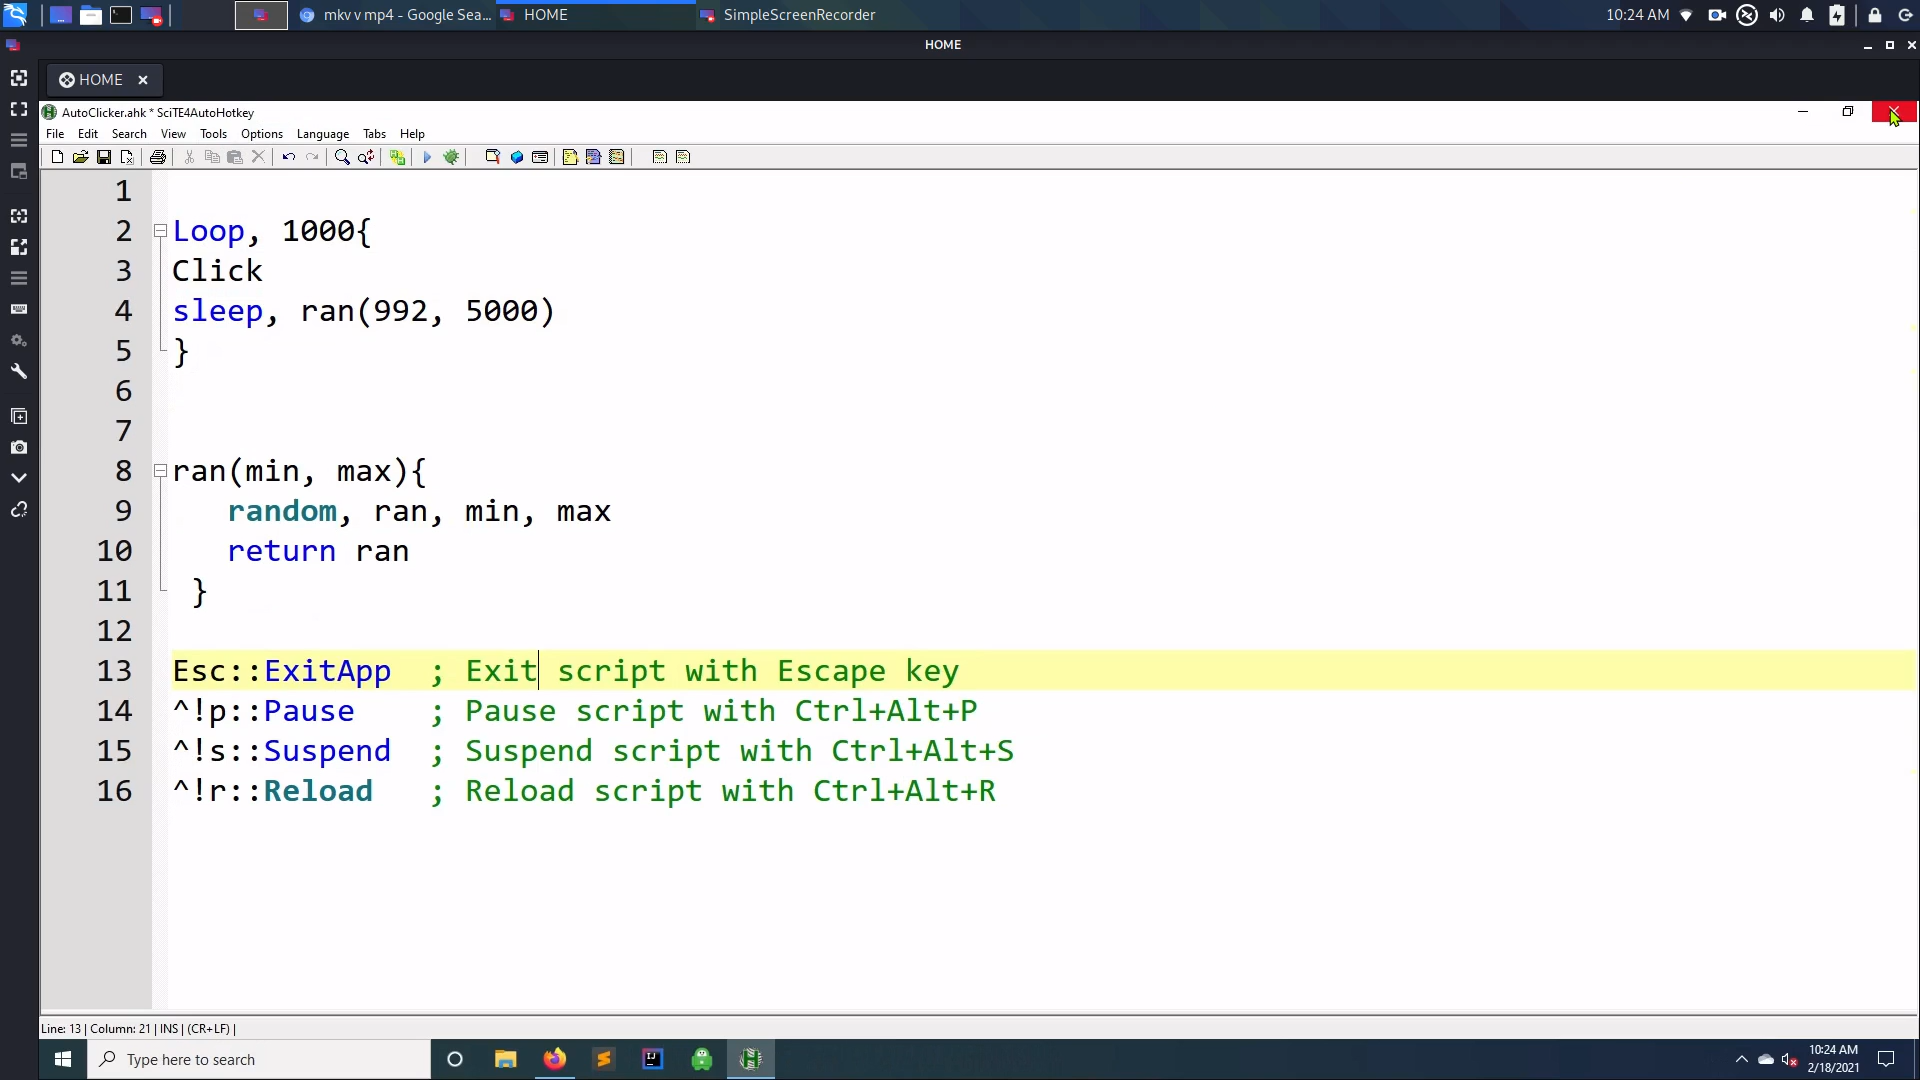 mkv v mp4 - Google Sea...
HOME
SimpleScreenRecorder
10:24 AM
HOME
HOME
AutoClicker.ahk * SciTE4AutoHotkey
File Edit Search View Tools Options Language Tabs Help
1
2 Loop, 1000{
3 Click
4 sleep, ran(992, 5000)
5 }
6
7
8 ran(min, max){
9 random, ran, min, max
10 return ran
11 }
12
13 Esc::ExitApp ; Exit script with Escape key
14 ^!p::Pause ; Pause script with Ctrl+Alt+P
15 ^!s::Suspend ; Suspend script with Ctrl+Alt+S
16 ^!r::Reload ; Reload script with Ctrl+Alt+R
Line: 13 | Column: 21 | INS | (CR+LF) |
Type here to search
10:24 AM
2/18/2021